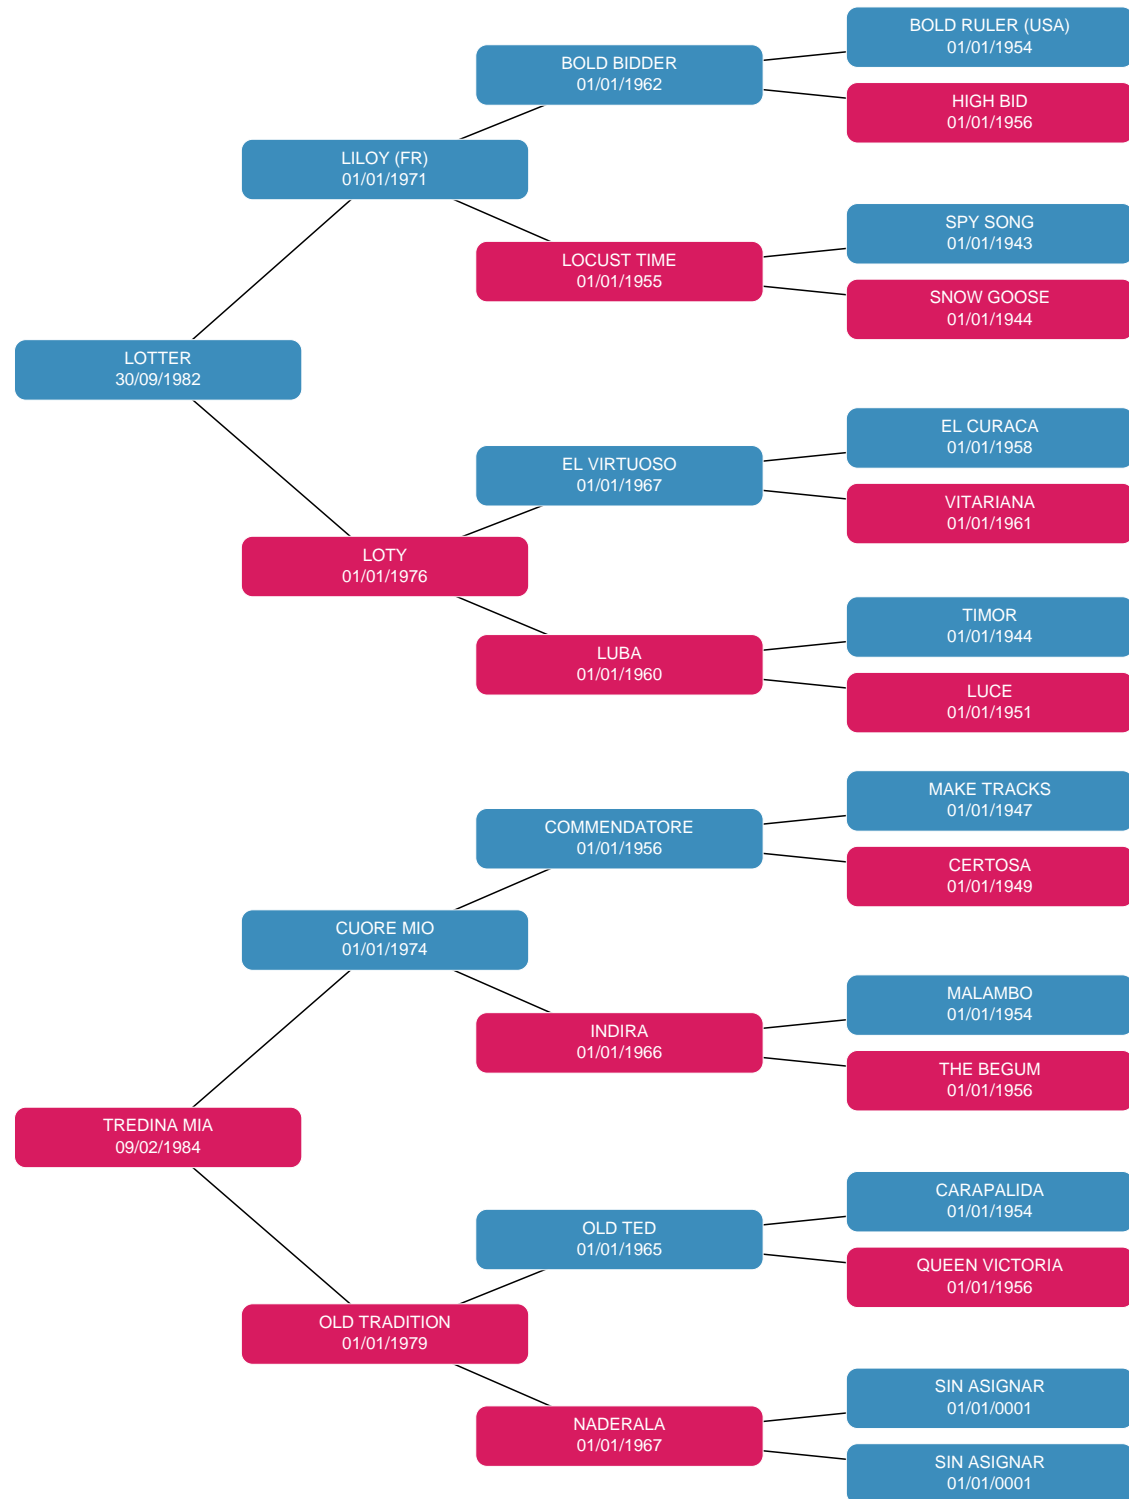 BOLD RULER (USA)
01/01/1954
BOLD BIDDER
01/01/1962
HIGH BID
01/01/1956
LILOY (FR)
01/01/1971
SPY SONG
01/01/1943
LOCUST TIME
01/01/1955
SNOW GOOSE
01/01/1944
LOTTER
30/09/1982
EL CURACA
01/01/1958
EL VIRTUOSO
01/01/1967
VITARIANA
01/01/1961
LOTY
01/01/1976
TIMOR
01/01/1944
LUBA
01/01/1960
LUCE
01/01/1951
MAKE TRACKS
01/01/1947
COMMENDATORE
01/01/1956
CERTOSA
01/01/1949
CUORE MIO
01/01/1974
MALAMBO
01/01/1954
INDIRA
01/01/1966
THE BEGUM
01/01/1956
TREDINA MIA
09/02/1984
CARAPALIDA
01/01/1954
OLD TED
01/01/1965
QUEEN VICTORIA
01/01/1956
OLD TRADITION
01/01/1979
SIN ASIGNAR
01/01/0001
NADERALA
01/01/1967
SIN ASIGNAR
01/01/0001